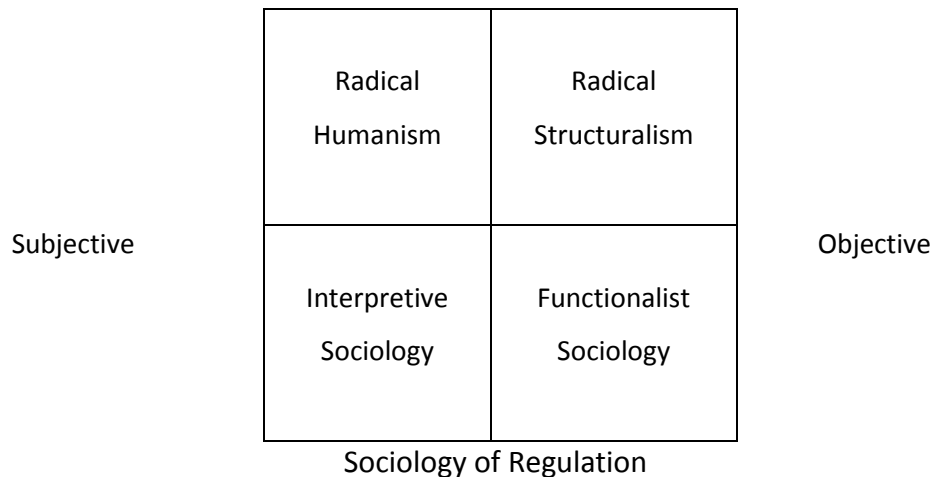 Radical Radical
Humanism Structuralism
Subjective Objective
Interpretive Functionalist
Sociology Sociology
Sociology of Regulation